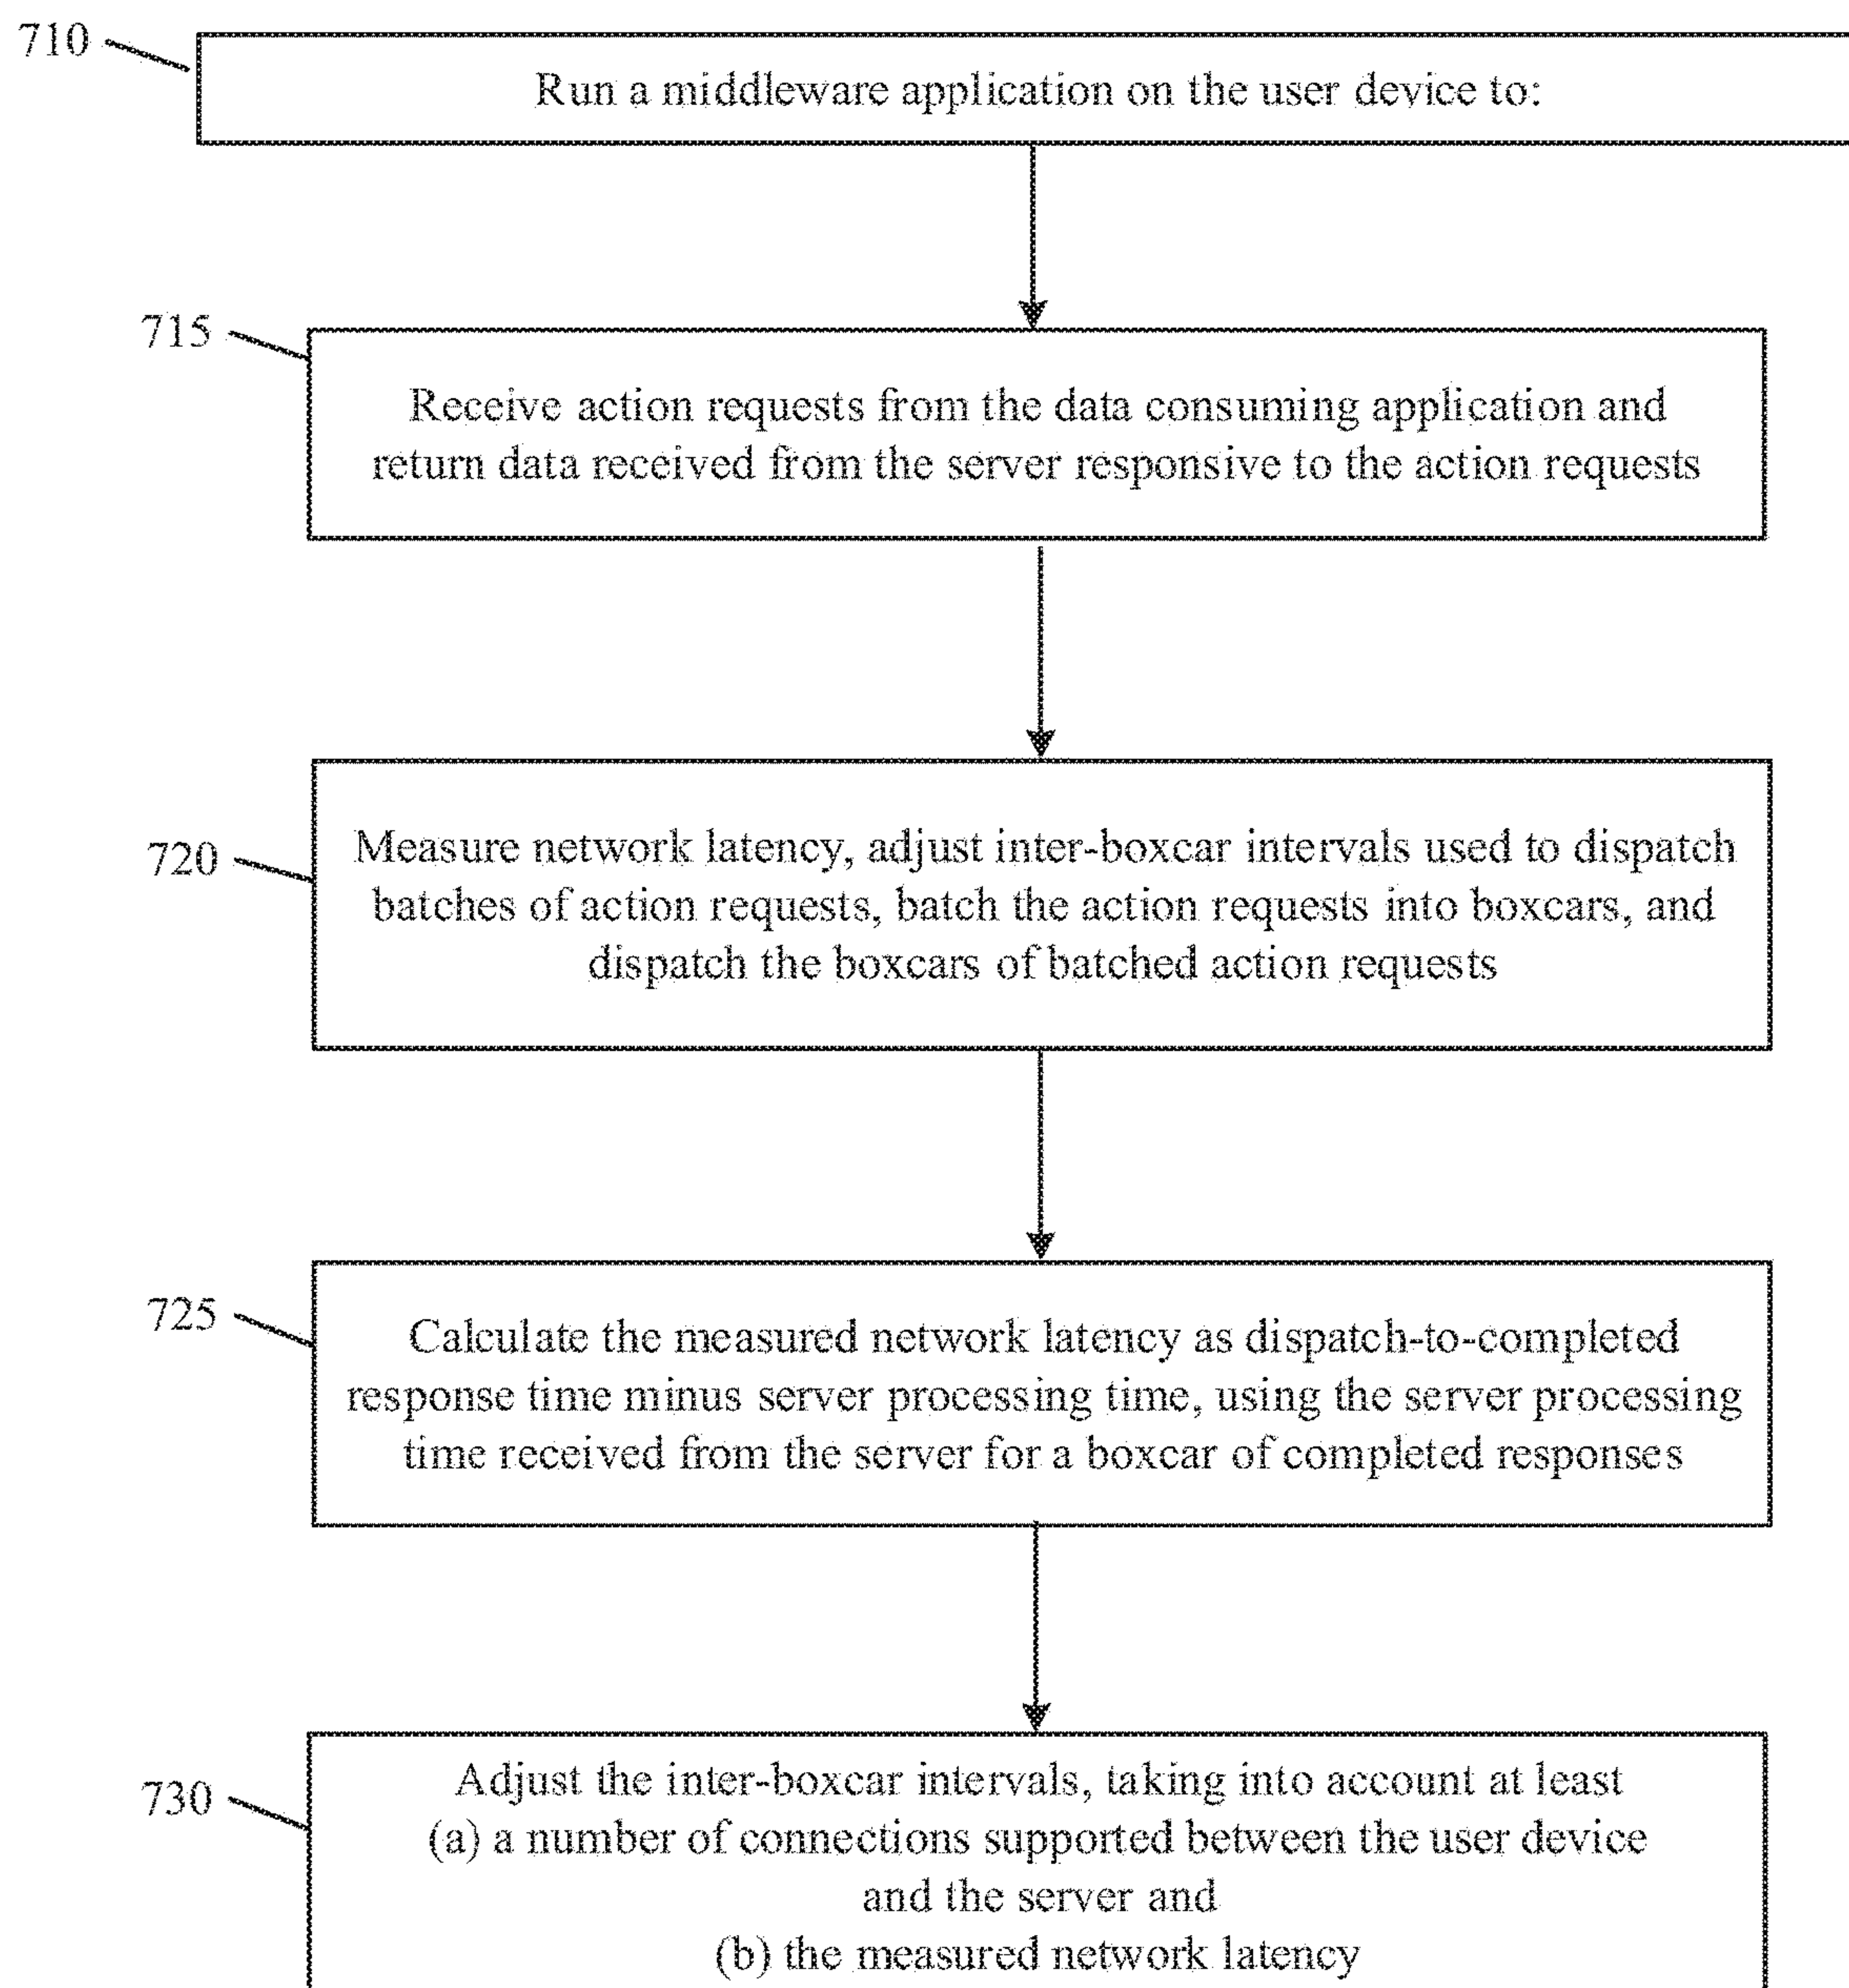 710
Run a middleware application on the user device to:
715
Receive action requests from the data consuming application and
return data received from the server responsive to the action requests
720
Measure network latency, adjust inter-boxcar intervals used to dispatch
batches of action requests, batch the action requests into boxcars, and
dispatch the boxcars of batched action requests
725
Calculate the measured network latency as dispatch-to-completed
response time minus server processing time, using the server processing
time received from the server for a boxcar of completed responses
730
Adjust the inter-boxcar intervals, taking into account at least
(a) a number of connections supported between the user device
and the server and
(b) the measured network latency